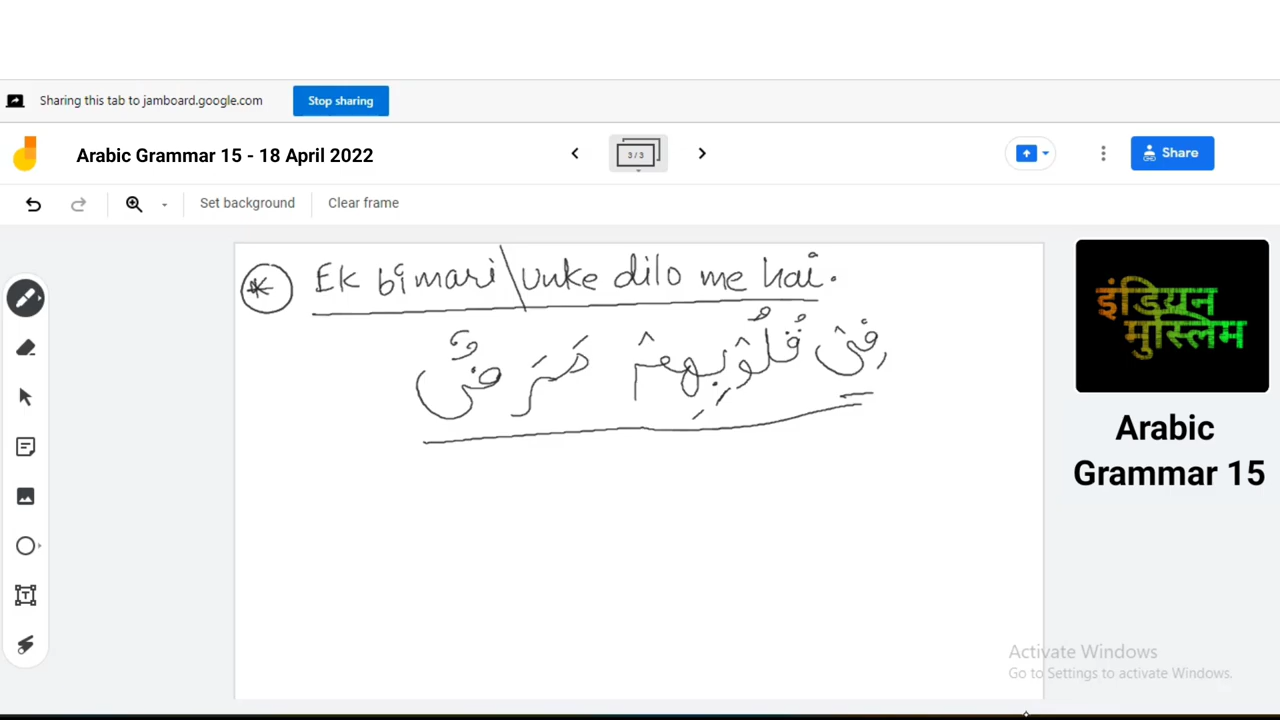 Sharing this tab to jamboard.google.com Stop sharing
Arabic Grammar 15 - 18 April 2022 3 / 3 Share
Set background Clear frame
Ek bimari \ unke dilo me hai.
فِیْ قُلُوْبِهِمْ مَرَضٌ
इंडियन
मुस्लिम
Arabic
Grammar 15
Activate Windows
Go to Settings to activate Windows.